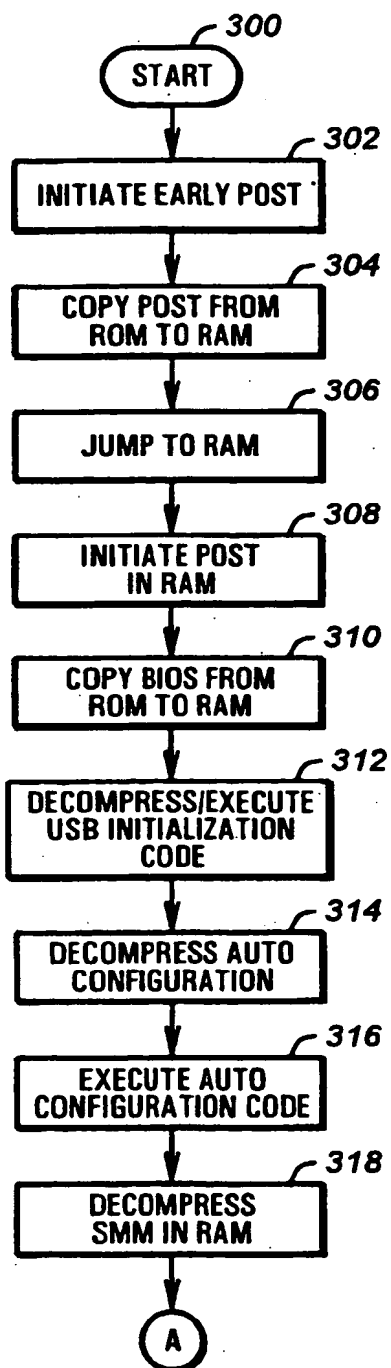 300
START
302
INITIATE EARLY POST
304
COPY POST FROM
ROM TO RAM
306
JUMP TO RAM
308
INITIATE POST
IN RAM
310
COPY BIOS FROM
ROM TO RAM
312
DECOMPRESS/EXECUTE
USB INITIALIZATION
CODE
314
DECOMPRESS AUTO
CONFIGURATION
316
EXECUTE AUTO
CONFIGURATION CODE
318
DECOMPRESS
SMM IN RAM
A